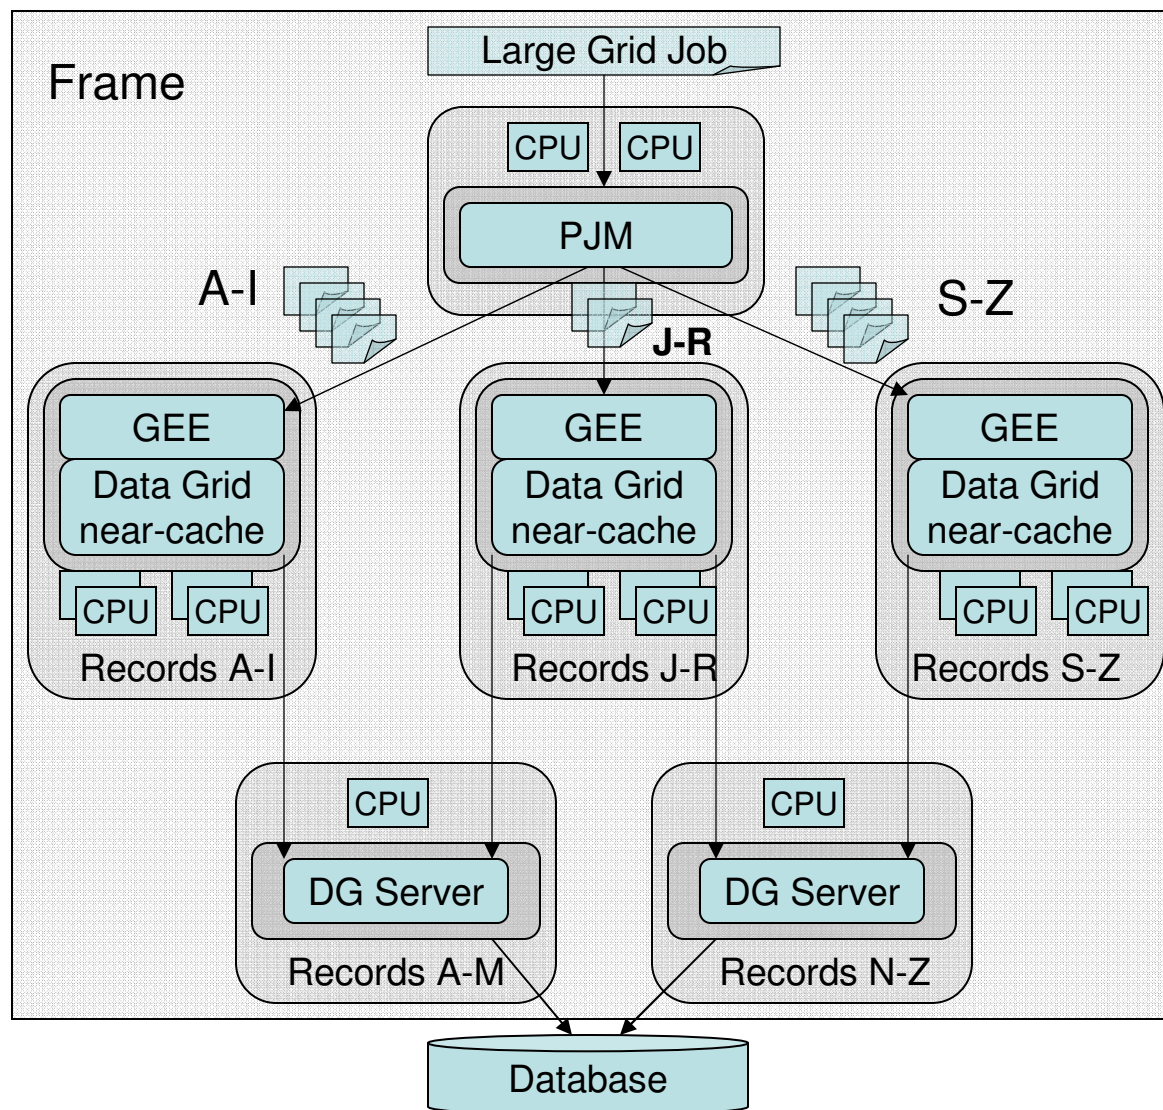 Large Grid Job
Frame
CPU CPU
PJM
A-I
S-Z
J-R
GEE GEE GEE
Data Grid Data Grid Data Grid
near-cache near-cache near-cache
CPU CPU CPU CPU CPU CPU
Records A-I Records J-R Records S-Z
CPU CPU
DG Server DG Server
Records A-M Records N-Z
Database